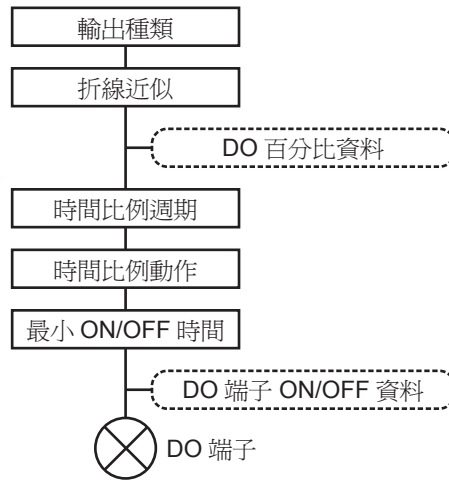 輸出種類
折線近似
DO 百分比資料
時間比例週期
時間比例動作
最小 ON/OFF 時間
DO 端子 ON/OFF 資料
DO 端子